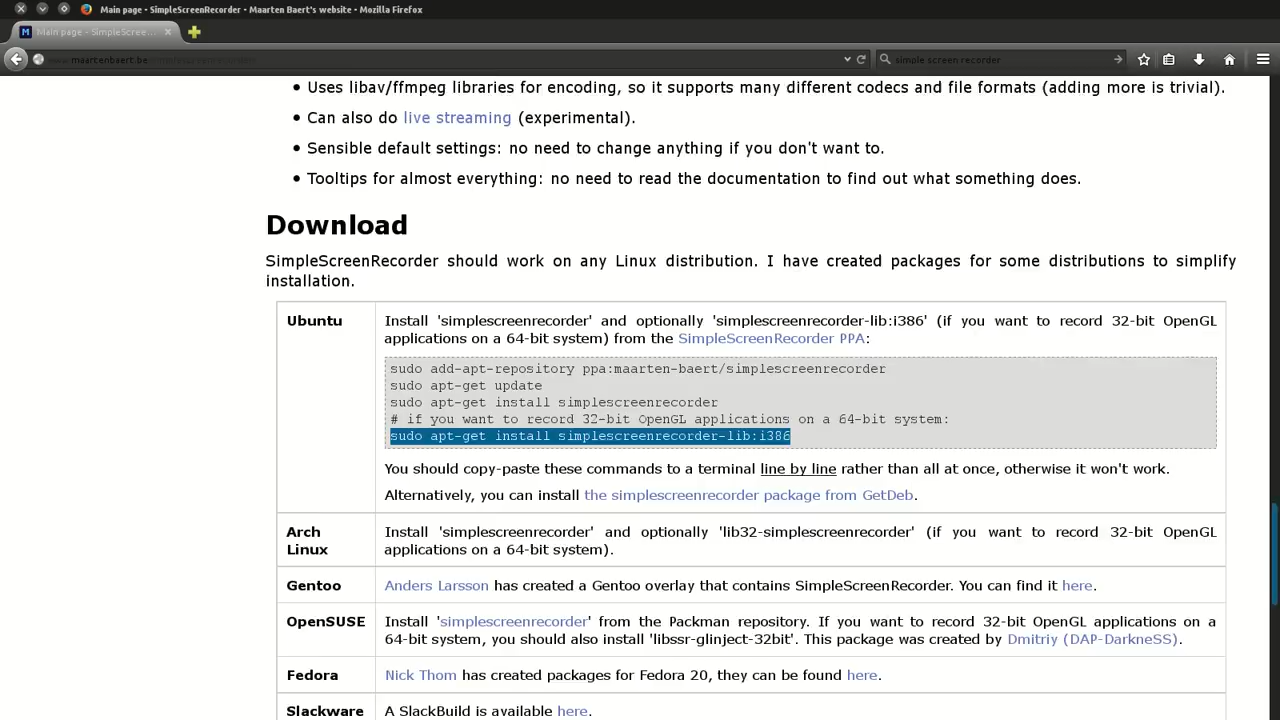 Main page - SimpleScreenRecorder - Maarten Baert's website - Mozilla Firefox
Main page - SimpleScree...
www.maartenbaert.be
simple screen recorder
• Uses libav/ffmpeg libraries for encoding, so it supports many different codecs and file formats (adding more is trivial).
• Can also do live streaming (experimental).
• Sensible default settings: no need to change anything if you don't want to.
• Tooltips for almost everything: no need to read the documentation to find out what something does.
Download
SimpleScreenRecorder should work on any Linux distribution. I have created packages for some distributions to simplify
installation.
Ubuntu
Install 'simplescreenrecorder' and optionally 'simplescreenrecorder-lib:i386' (if you want to record 32-bit OpenGL
applications on a 64-bit system) from the SimpleScreenRecorder PPA:
sudo add-apt-repository ppa:maarten-baert/simplescreenrecorder
sudo apt-get update
sudo apt-get install simplescreenrecorder
# if you want to record 32-bit OpenGL applications on a 64-bit system:
sudo apt-get install simplescreenrecorder-lib:i386
You should copy-paste these commands to a terminal line by line rather than all at once, otherwise it won't work.
Alternatively, you can install the simplescreenrecorder package from GetDeb.
Arch
Linux
Install 'simplescreenrecorder' and optionally 'lib32-simplescreenrecorder' (if you want to record 32-bit OpenGL
applications on a 64-bit system).
Gentoo
Anders Larsson has created a Gentoo overlay that contains SimpleScreenRecorder. You can find it here.
OpenSUSE
Install 'simplescreenrecorder' from the Packman repository. If you want to record 32-bit OpenGL applications on a
64-bit system, you should also install 'libssr-glinject-32bit'. This package was created by Dmitriy (DAP-DarkneSS).
Fedora
Nick Thom has created packages for Fedora 20, they can be found here.
Slackware
A SlackBuild is available here.